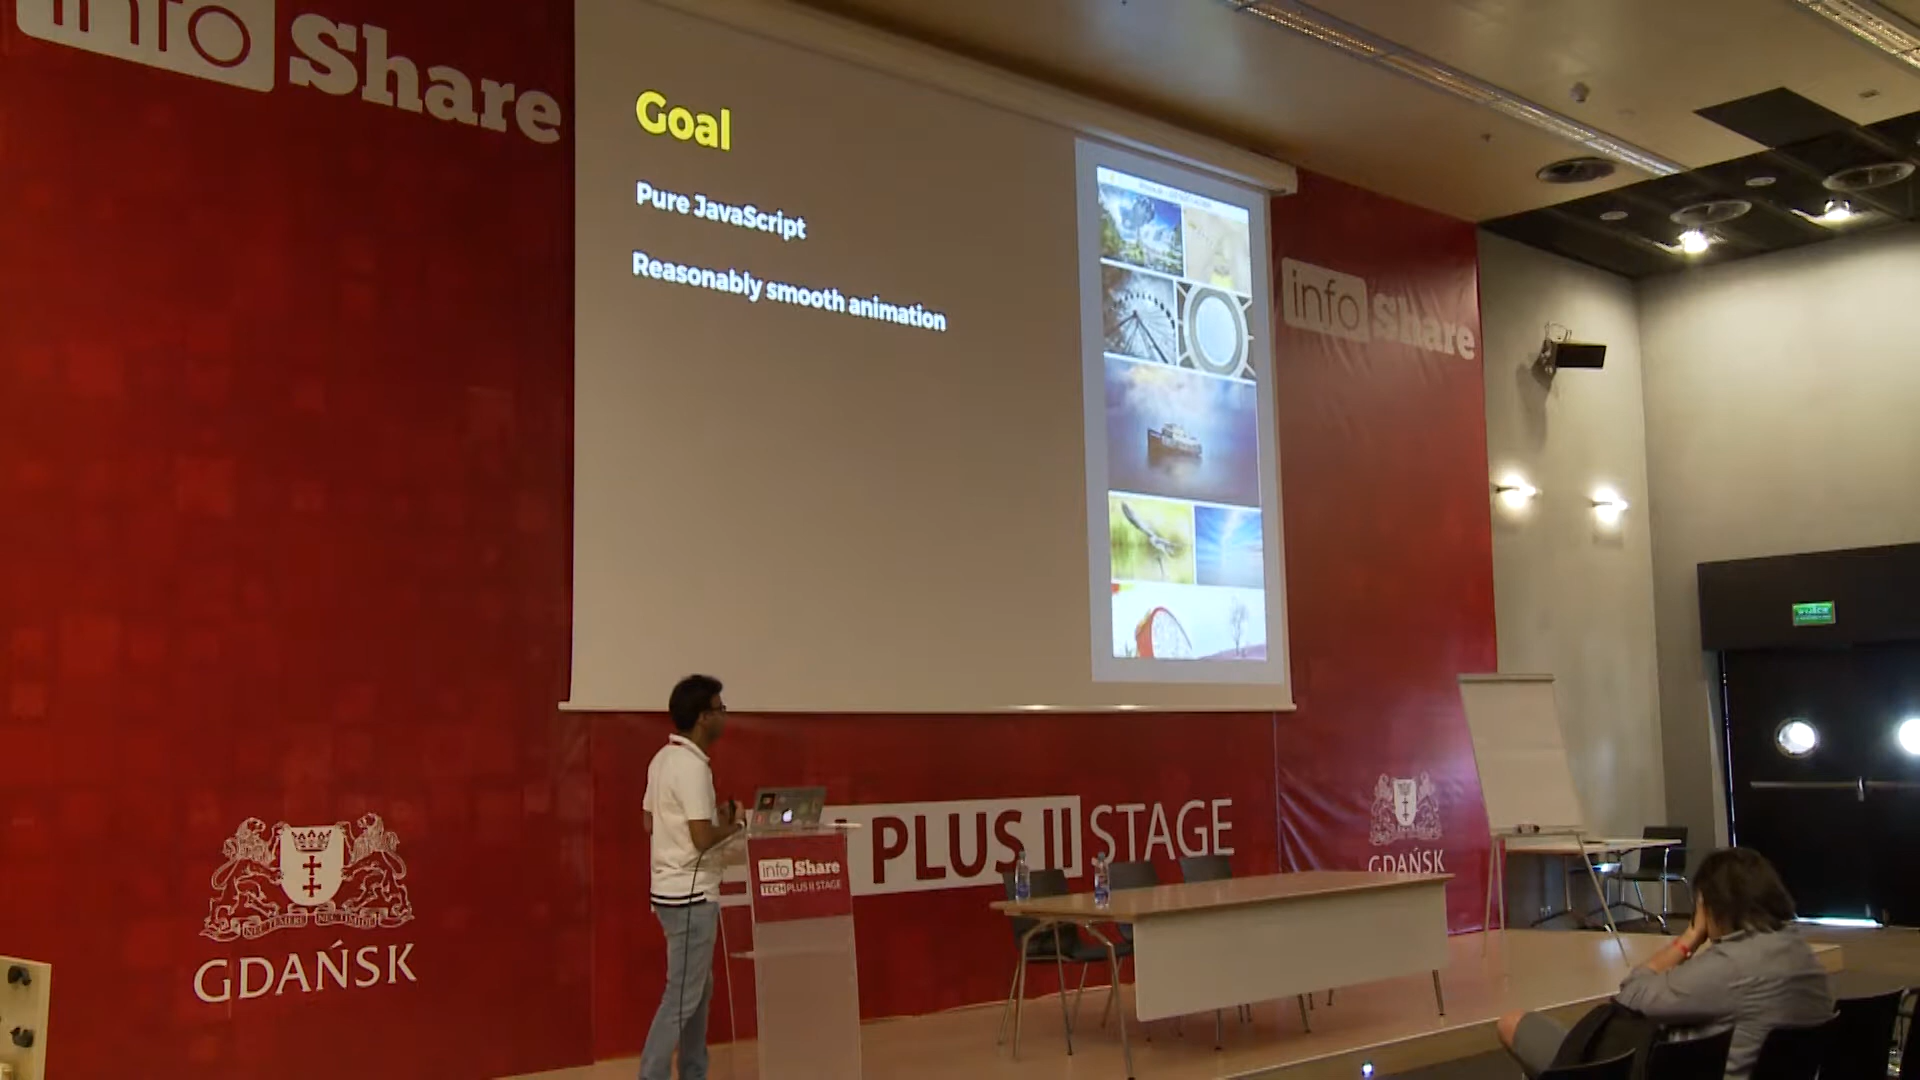 info Share
Goal
Pure JavaScript
Reasonably smooth animation
info Share
PLUS II STAGE
info Share
TECH PLUS II STAGE
GDAŃSK
GDAŃSK